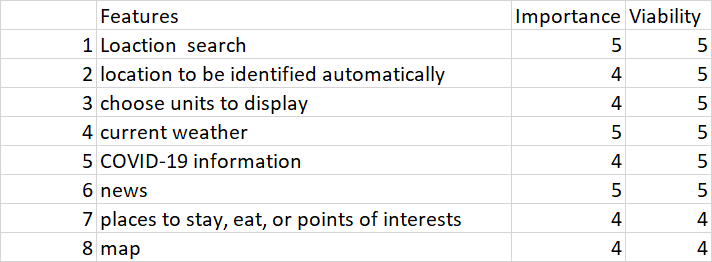 Features Importance Viability
1 Loaction  search 5 5
2 location to be identified automatically 4 5
3 choose units to display 4 5
4 current weather 5 5
5 COVID-19 information 4 5
6 news 5 5
7 places to stay, eat, or points of interests 4 4
8 map 4 4